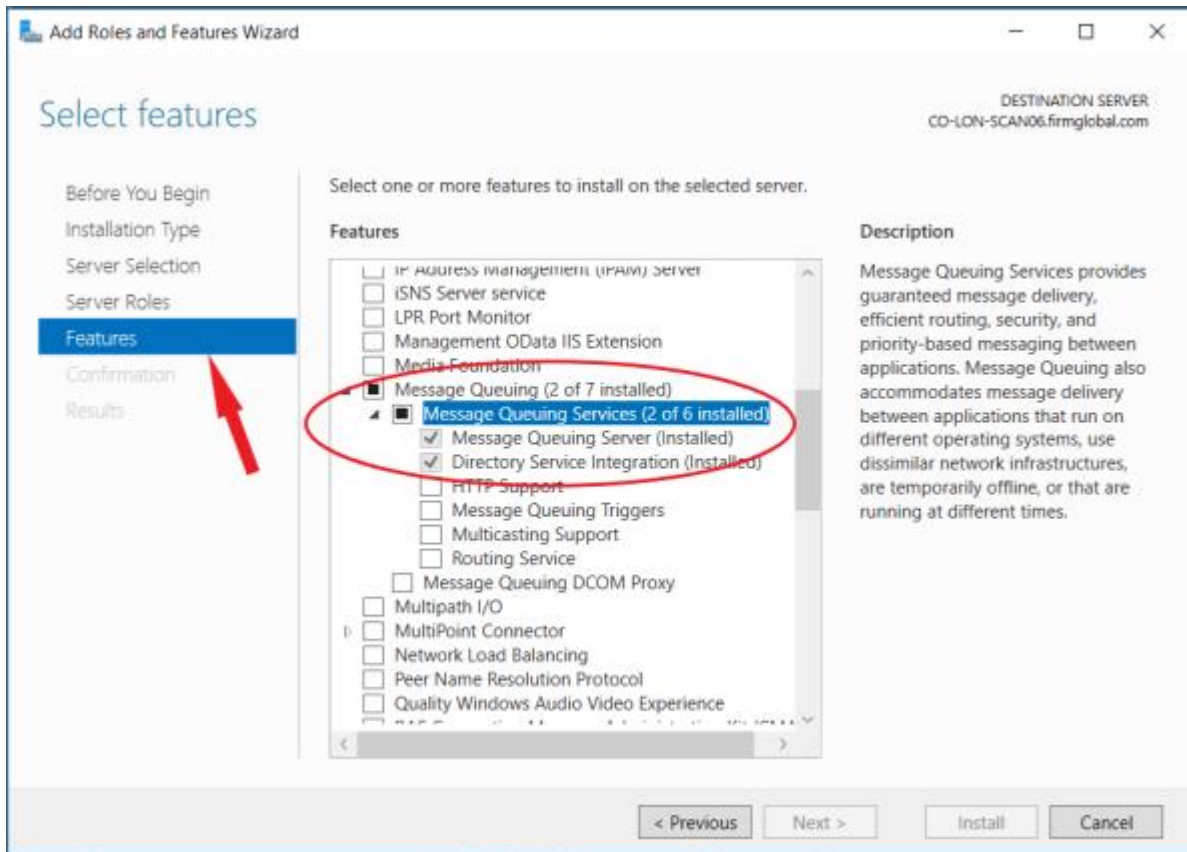 Add Roles and Features Wizard
Select features
DESTINATION SERVER
CO-LON-SCAN06.firmglobal.com
Before You Begin
Installation Type
Server Selection
Server Roles
Features
Confirmation
Results
Select one or more features to install on the selected server.
Features
IP Address Management (IPAM) Server
iSNS Server service
LPR Port Monitor
Management OData IIS Extension
Media Foundation
Message Queuing (2 of 7 installed)
Message Queuing Services (2 of 6 installed)
Message Queuing Server (Installed)
Directory Service Integration (Installed)
HTTP Support
Message Queuing Triggers
Multicasting Support
Routing Service
Message Queuing DCOM Proxy
Multipath I/O
MultiPoint Connector
Network Load Balancing
Peer Name Resolution Protocol
Quality Windows Audio Video Experience
Description
Message Queuing Services provides
guaranteed message delivery,
efficient routing, security, and
priority-based messaging between
applications. Message Queuing also
accommodates message delivery
between applications that run on
different operating systems, use
dissimilar network infrastructures,
are temporarily offline, or that are
running at different times.
< Previous
Next >
Install
Cancel